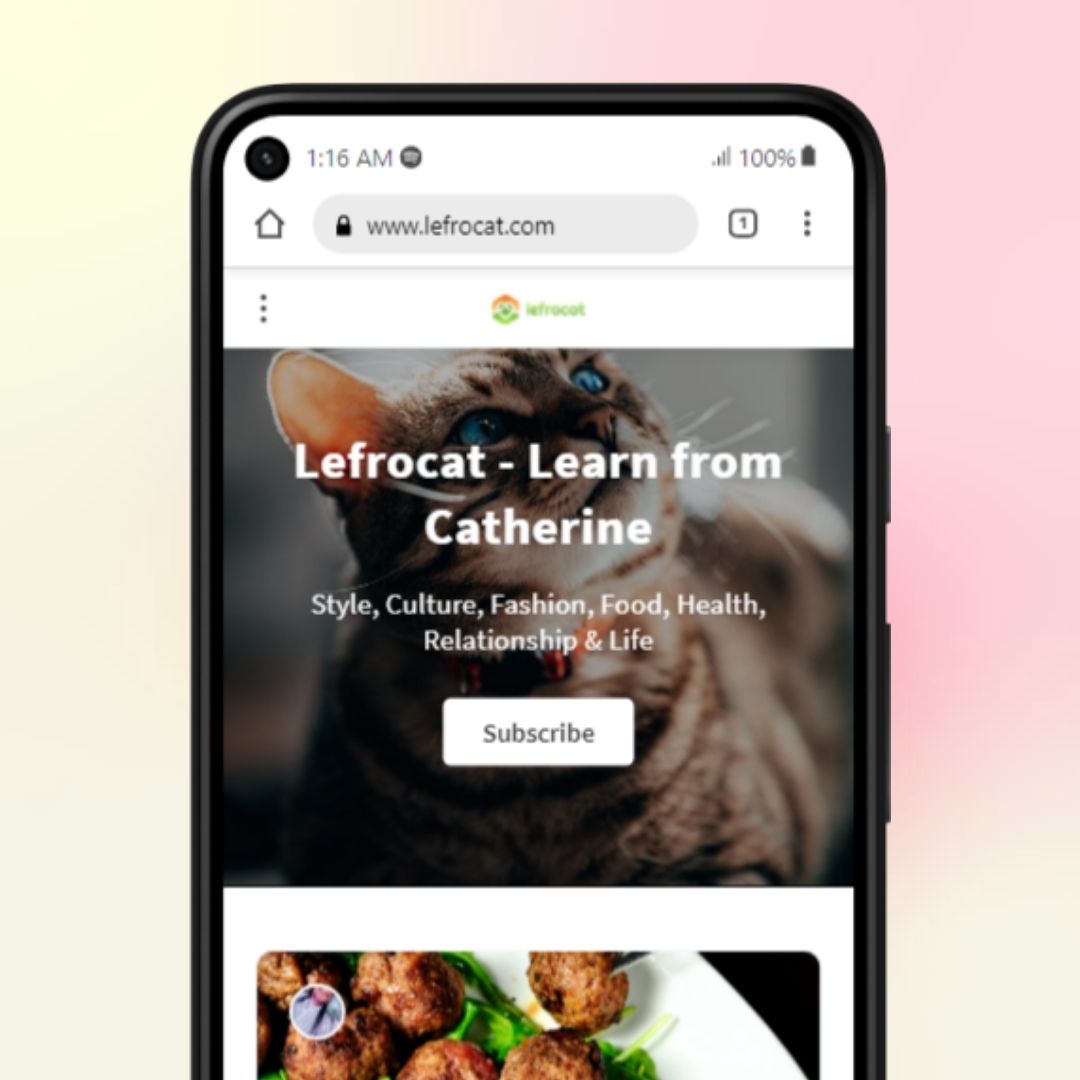 1:16 AM 100%
www.lefrocat.com
1
lefrocat
Lefrocat - Learn from
Catherine
Style, Culture, Fashion, Food, Health,
Relationship & Life
Subscribe